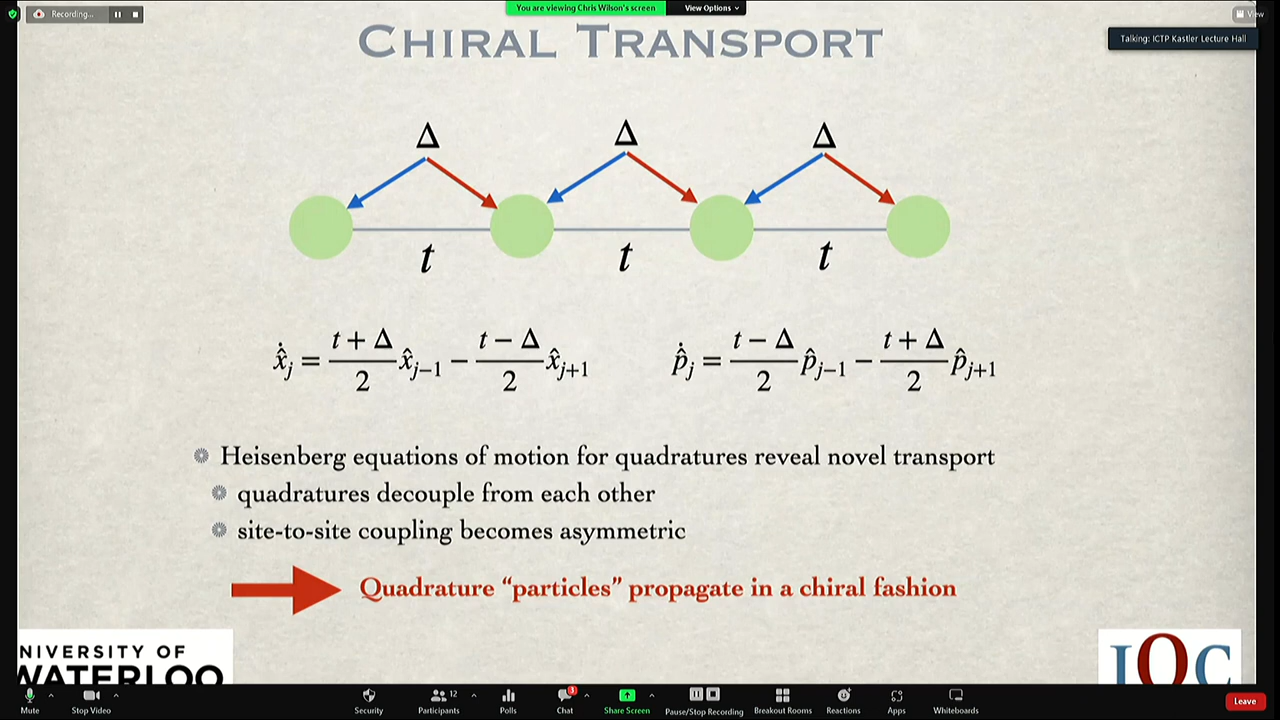 Recording...
You are viewing Chris Wilson's screen
View Options
View
Talking: ICTP Kastler Lecture Hall
CHIRAL TRANSPORT
Δ Δ Δ
t t t
ẋ̂_j = (t + Δ)/2 x̂_{j−1} − (t − Δ)/2 x̂_{j+1}
ṗ̂_j = (t − Δ)/2 p̂_{j−1} − (t + Δ)/2 p̂_{j+1}
Heisenberg equations of motion for quadratures reveal novel transport
quadratures decouple from each other
site-to-site coupling becomes asymmetric
Quadrature “particles” propagate in a chiral fashion
NIVERSITY OF
WATERLOO
IQC
Mute
Stop Video
Security
Participants 12
Polls
Chat 3
Share Screen
Pause/Stop Recording
Breakout Rooms
Reactions
Apps
Whiteboards
Leave